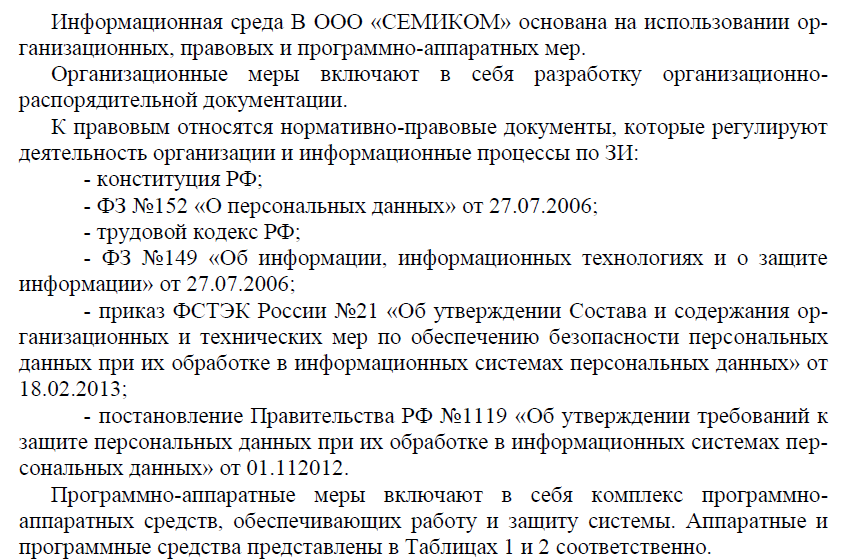 Информационная среда В ООО «СЕМИКОМ» основана на использовании ор-
ганизационных, правовых и программно-аппаратных мер.
Организационные меры включают в себя разработку организационно-
распорядительной документации.
К правовым относятся нормативно-правовые документы, которые регулируют
деятельность организации и информационные процессы по ЗИ:
- конституция РФ;
- ФЗ №152 «О персональных данных» от 27.07.2006;
- трудовой кодекс РФ;
- ФЗ №149 «Об информации, информационных технологиях и о защите
информации» от 27.07.2006;
- приказ ФСТЭК России №21 «Об утверждении Состава и содержания ор-
ганизационных и технических мер по обеспечению безопасности персональных
данных при их обработке в информационных системах персональных данных» от
18.02.2013;
- постановление Правительства РФ №1119 «Об утверждении требований к
защите персональных данных при их обработке в информационных системах пер-
сональных данных» от 01.112012.
Программно-аппаратные меры включают в себя комплекс программно-
аппаратных средств, обеспечивающих работу и защиту системы. Аппаратные и
программные средства представлены в Таблицах 1 и 2 соответственно.